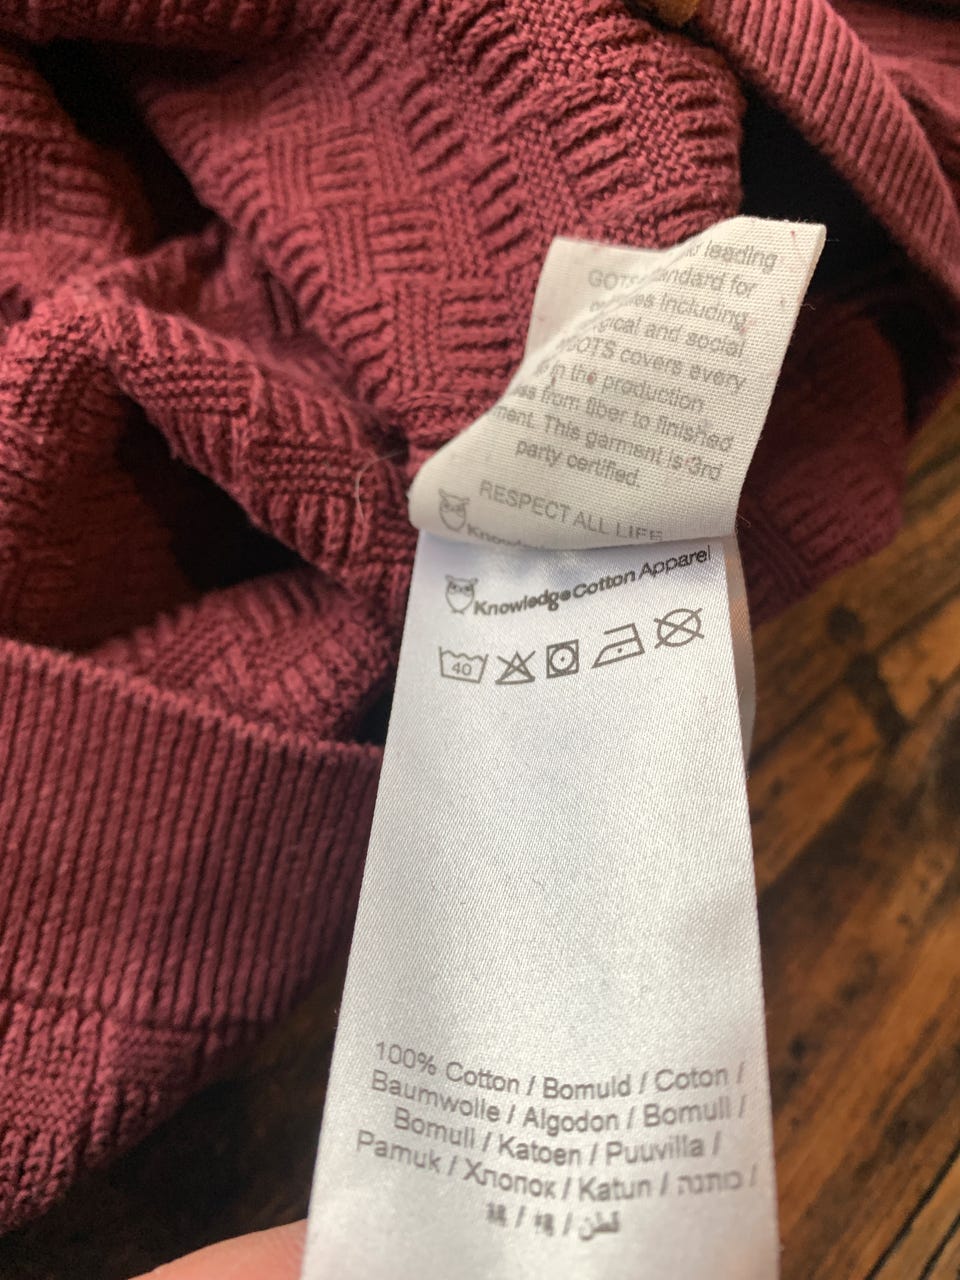 leading
GOTS standard for
including
and social
GOTS covers every
in the production
from fiber to finished
This garment is 3rd
party certified.
RESPECT ALL LIFE
KnowledgeCotton Apparel
40
100% Cotton / Bomuld / Coton /
Baumwolle / Algodon / Bomull /
Bomull / Katoen / Puuvilla /
Pamuk / Хлопок / Katun / כותנה /
棉 / 棉 / قطن